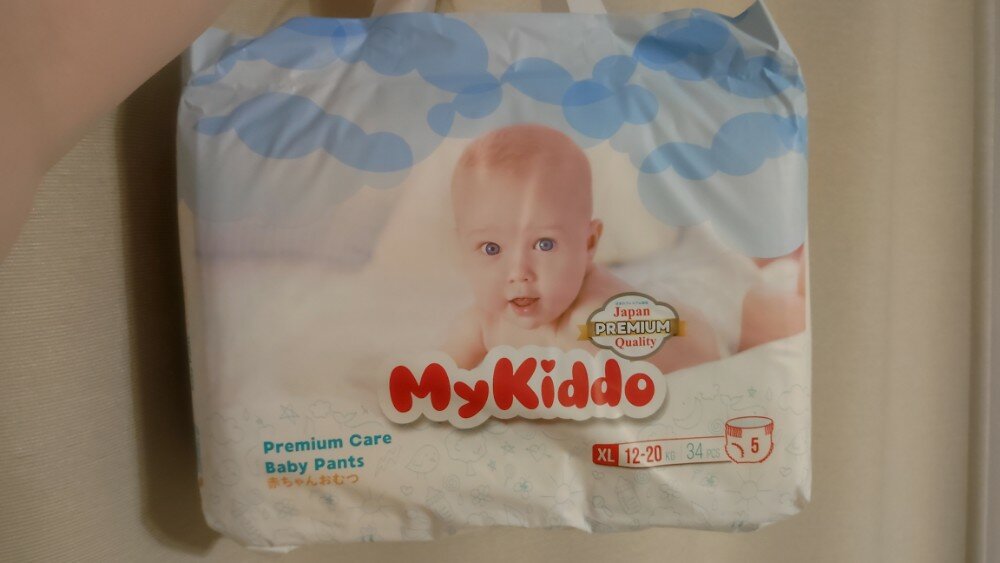 Japan
PREMIUM
Quality
MyKiddo
Premium Care
Baby Pants
赤ちゃんおむつ
XL 12-20 KG 34 PCS 5